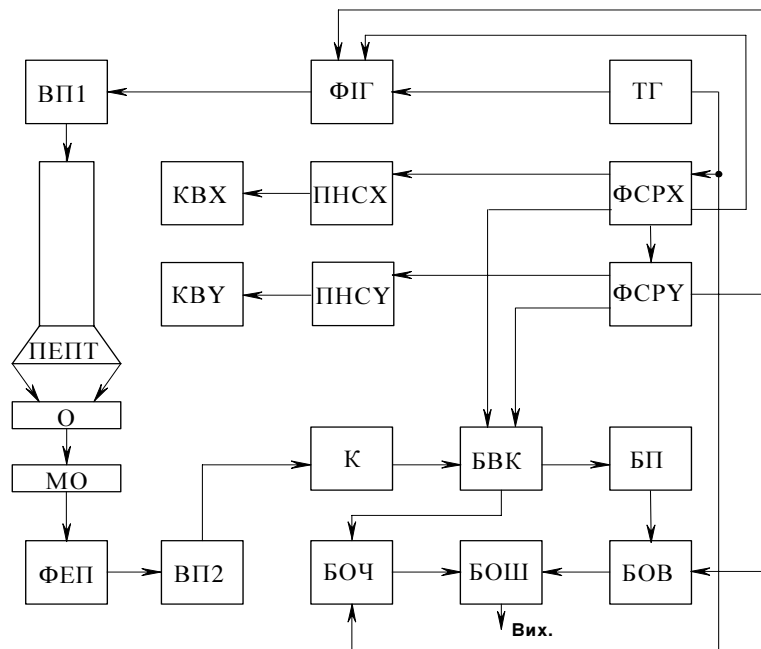 ВП1 ФІГ ТГ
КВХ ПНСХ ФСРХ
КВY ПНСY ФСРY
ПЕПТ
О
К БВК БП
МО
ФЕП ВП2 БОЧ БОШ БОВ
Вих.